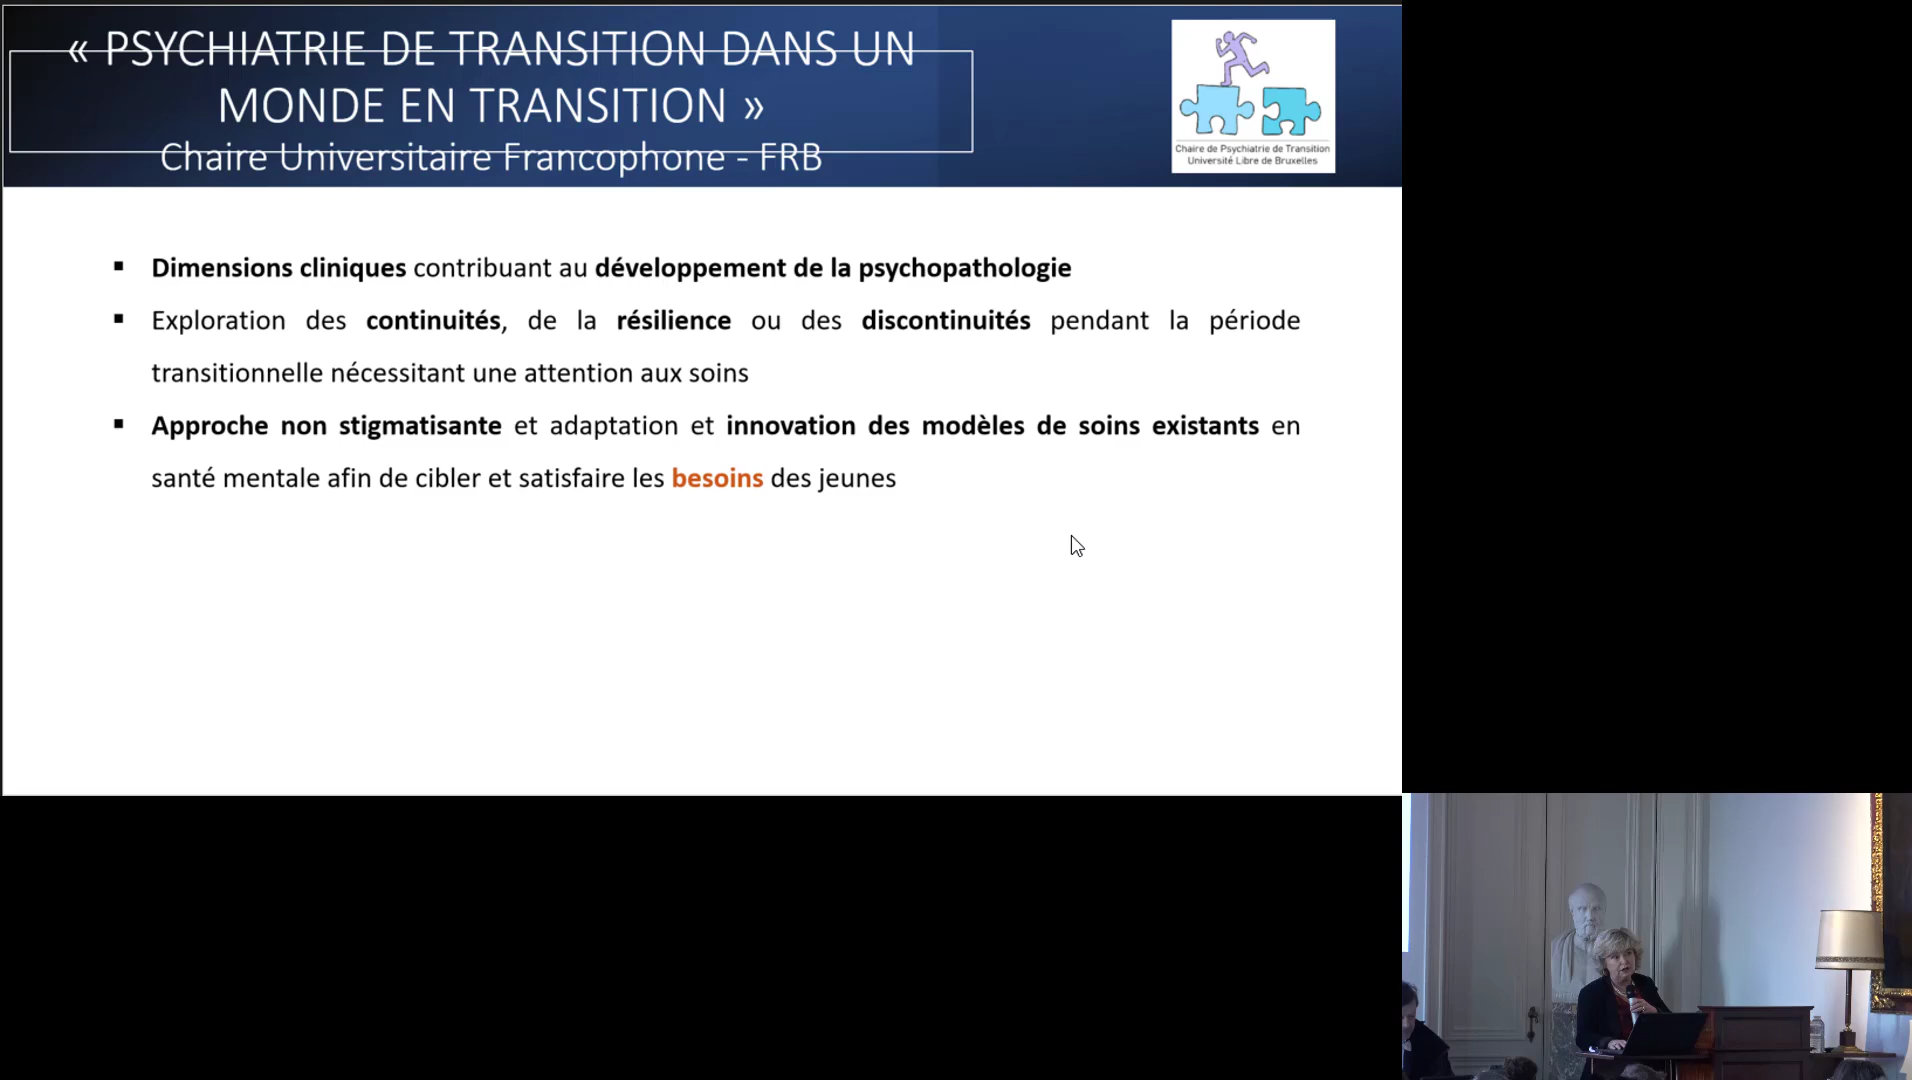 « PSYCHIATRIE DE TRANSITION DANS UN
MONDE EN TRANSITION »
Chaire Universitaire Francophone - FRB
Chaire de Psychiatrie de Transition
Université Libre de Bruxelles
▪ Dimensions cliniques contribuant au développement de la psychopathologie
▪ Exploration des continuités, de la résilience ou des discontinuités pendant la période
transitionnelle nécessitant une attention aux soins
▪ Approche non stigmatisante et adaptation et innovation des modèles de soins existants en
santé mentale afin de cibler et satisfaire les besoins des jeunes